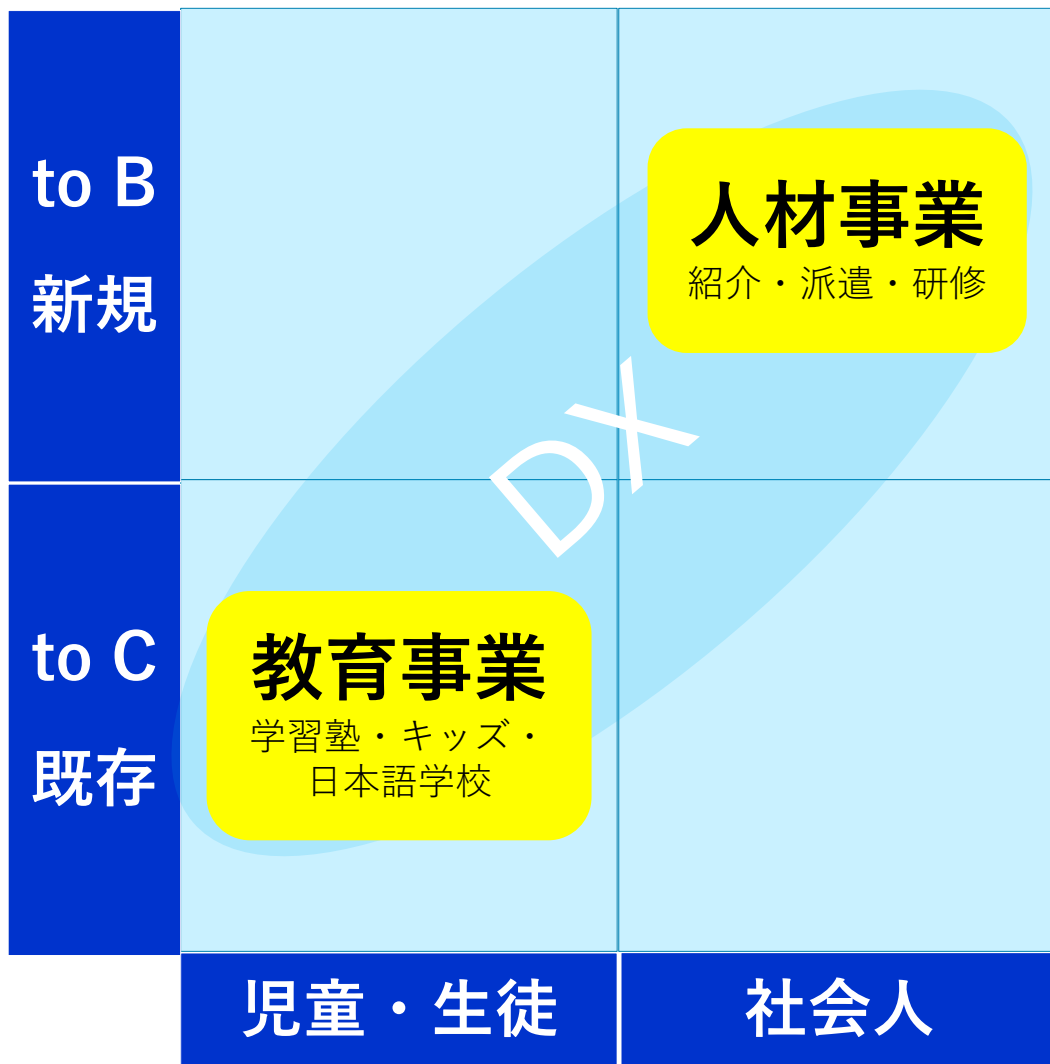 to B
新規
人材事業
紹介・派遣・研修
DX
to C
既存
教育事業
学習塾・キッズ・
日本語学校
児童・生徒
社会人